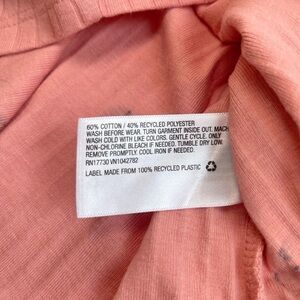 60% COTTON / 40% RECYCLED POLYESTER
WASH BEFORE WEAR. TURN GARMENT INSIDE OUT. MACH
WASH COLD WITH LIKE COLORS. GENTLE CYCLE. ONLY
NON-CHLORINE BLEACH IF NEEDED. TUMBLE DRY LOW.
REMOVE PROMPTLY. COOL IRON IF NEEDED.
RN17730 VN1042782
LABEL MADE FROM 100% RECYCLED PLASTIC